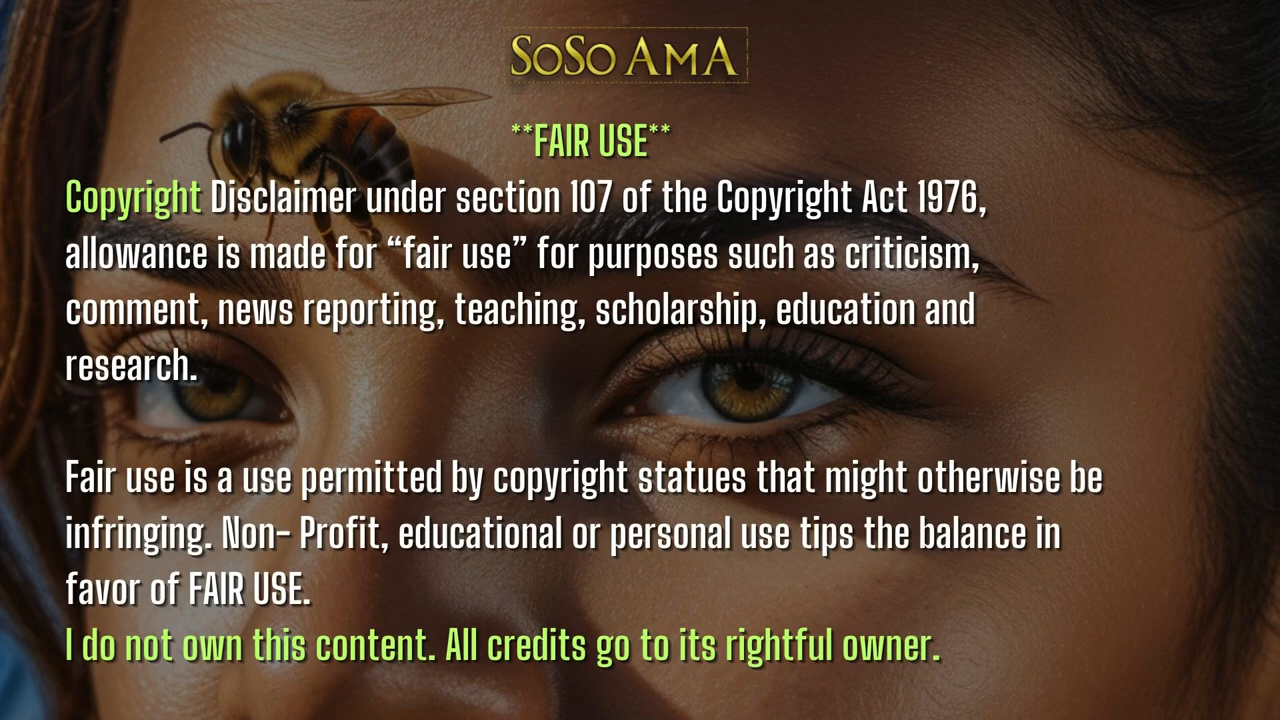 SoSo AmA
**FAIR USE**
Copyright Disclaimer under section 107 of the Copyright Act 1976,
allowance is made for “fair use” for purposes such as criticism,
comment, news reporting, teaching, scholarship, education and
research.
Fair use is a use permitted by copyright statues that might otherwise be
infringing. Non- Profit, educational or personal use tips the balance in
favor of FAIR USE.
I do not own this content. All credits go to its rightful owner.